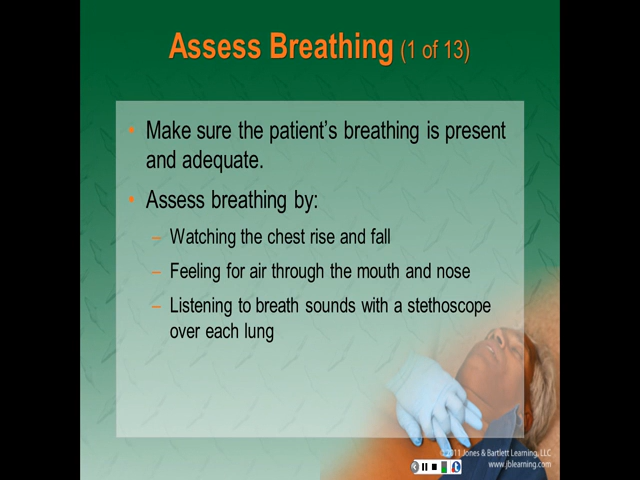 Assess Breathing (1 of 13)
• Make sure the patient's breathing is present
and adequate.
• Assess breathing by:
– Watching the chest rise and fall
– Feeling for air through the mouth and nose
– Listening to breath sounds with a stethoscope
over each lung
© 2011 Jones & Bartlett Learning, LLC
www.jblearning.com